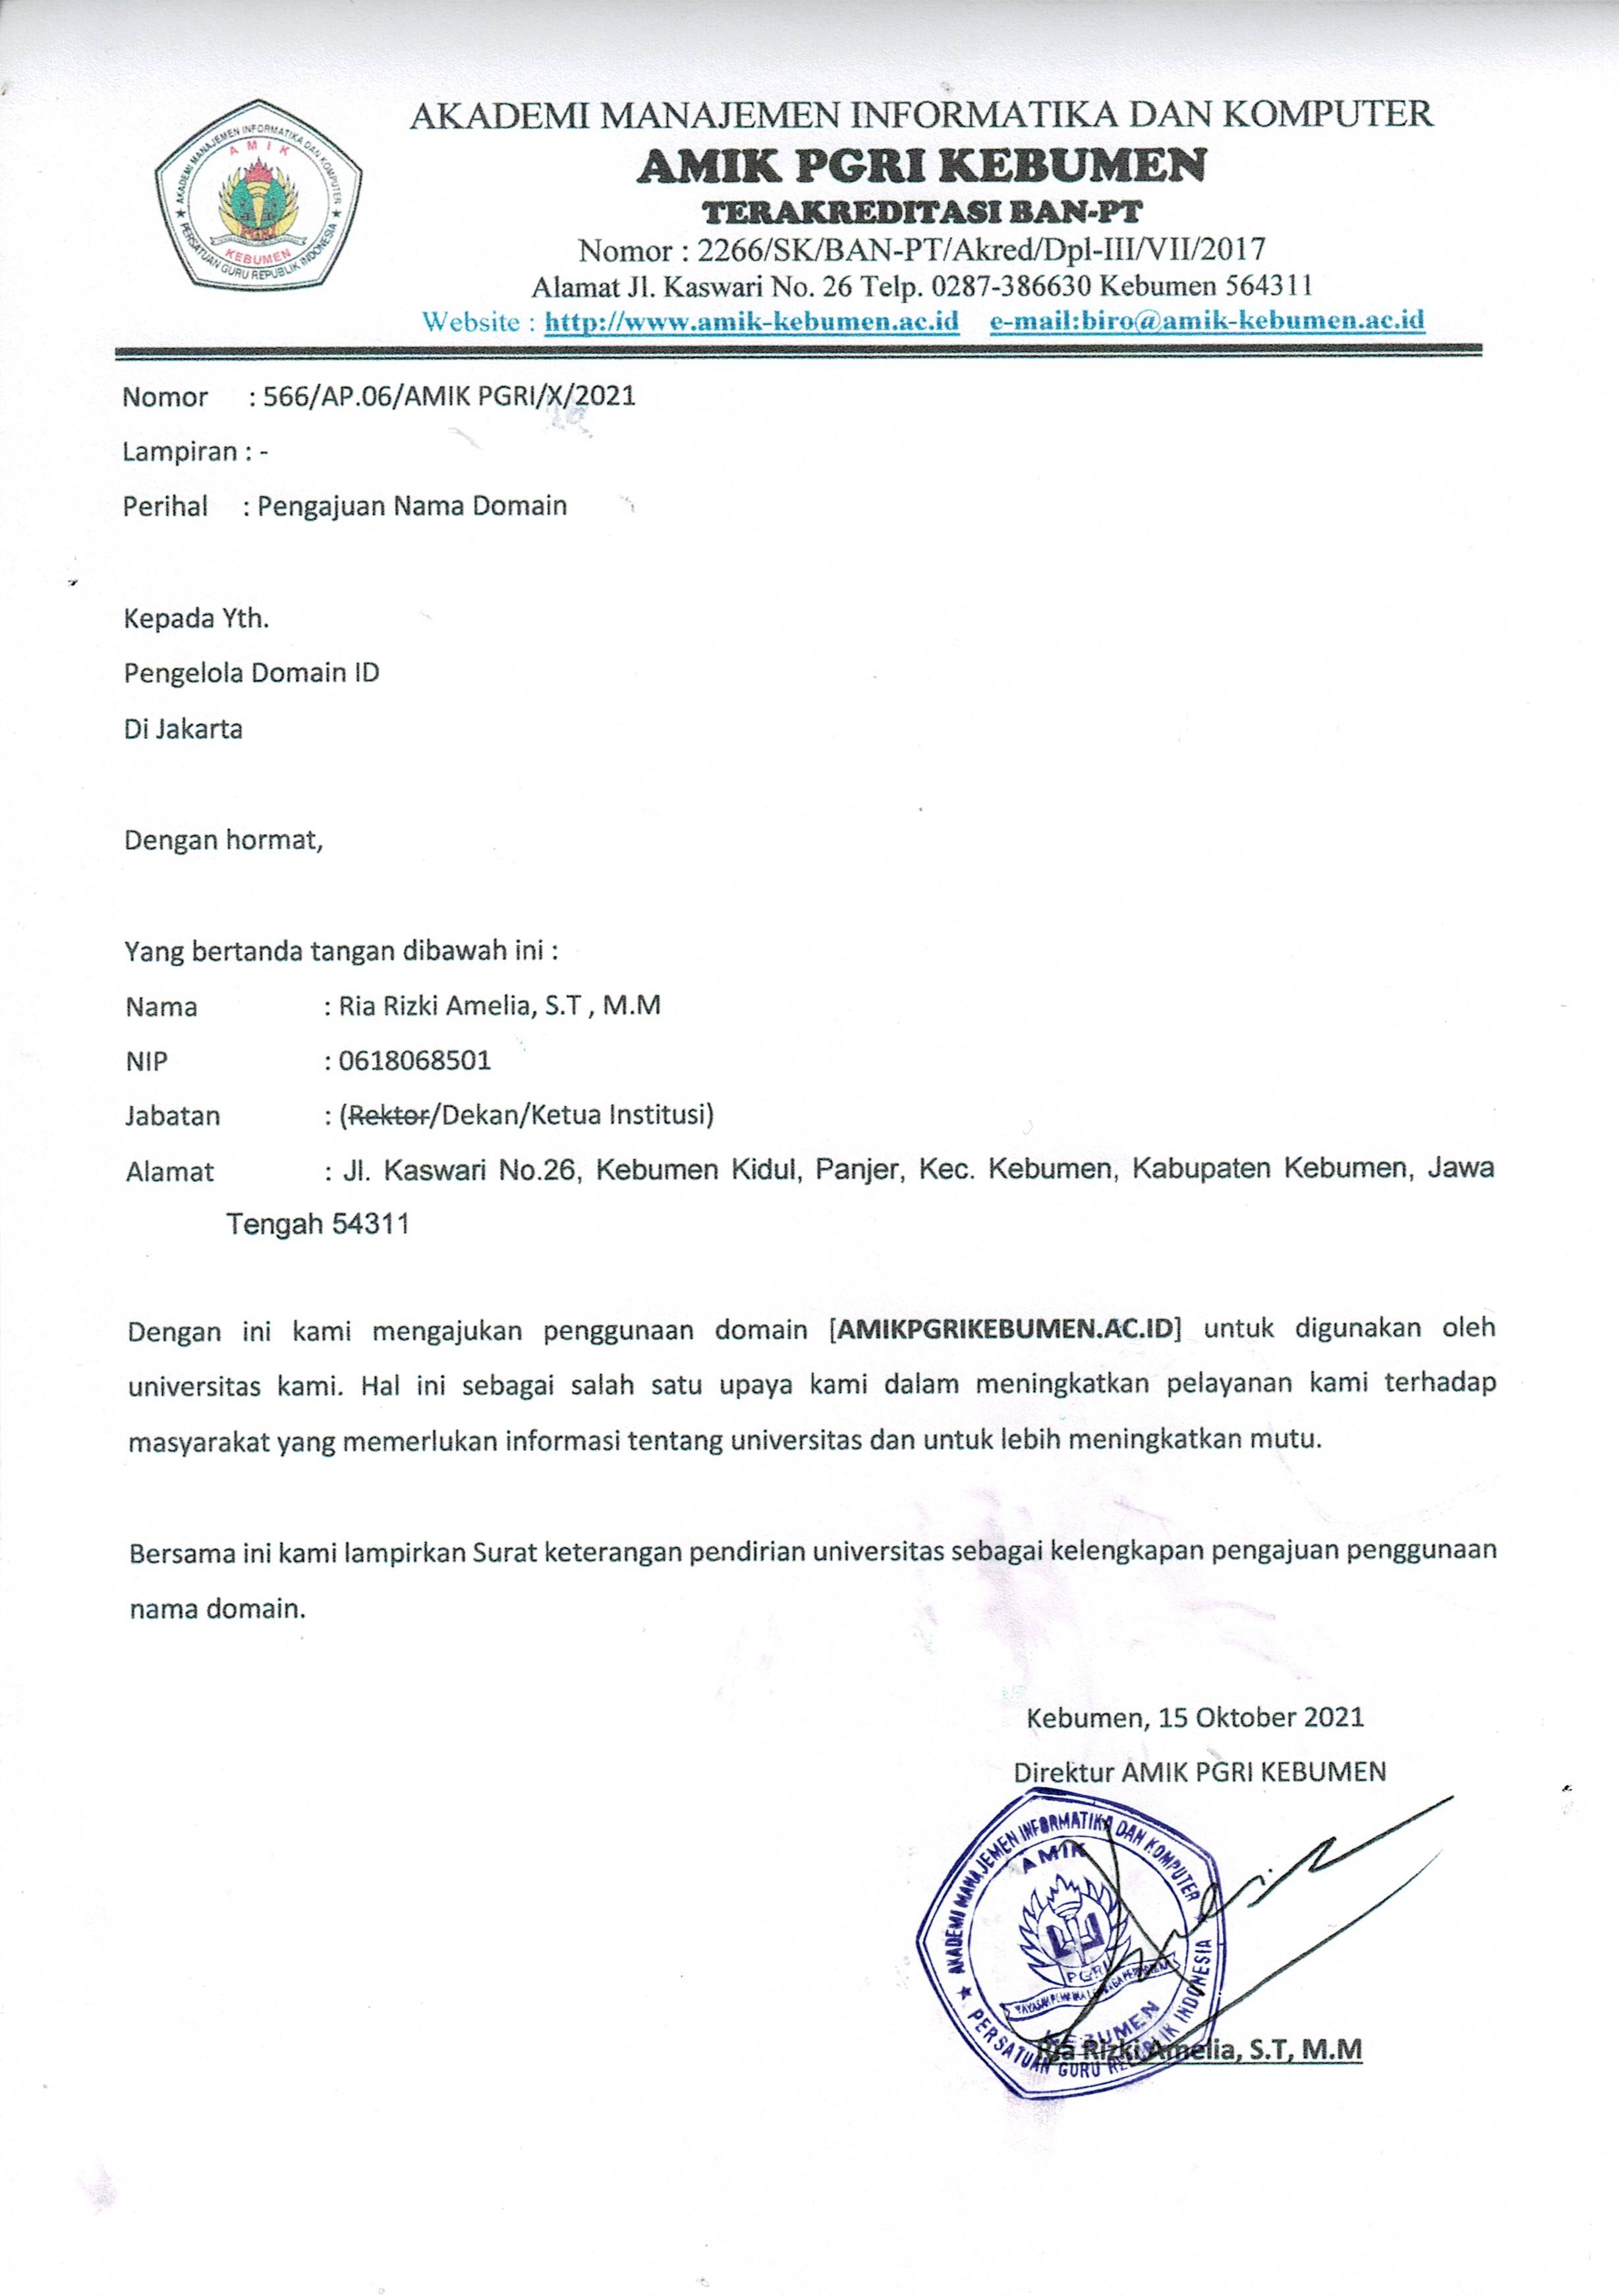 AKADEMI MANAJEMEN INFORMATIKA DAN KOMPUTER
AMIK PGRI KEBUMEN
TERAKREDITASI BAN-PT
Nomor : 2266/SK/BAN-PT/Akred/Dpl-III/VII/2017
Alamat Jl. Kaswari No. 26 Telp. 0287-386630 Kebumen 564311
Website : http://www.amik-kebumen.ac.id e-mail:biro@amik-kebumen.ac.id
AKADEMI MANAJEMEN INFORMATIKA DAN KOMPUTER
AMIK
KEBUMEN
PERSATUAN GURU REPUBLIK INDONESIA
Nomor : 566/AP.06/AMIK PGRI/X/2021
Lampiran : -
Perihal : Pengajuan Nama Domain
Kepada Yth.
Pengelola Domain ID
Di Jakarta
Dengan hormat,
Yang bertanda tangan dibawah ini :
Nama : Ria Rizki Amelia, S.T , M.M
NIP : 0618068501
Jabatan : (Rektor/Dekan/Ketua Institusi)
Alamat : Jl. Kaswari No.26, Kebumen Kidul, Panjer, Kec. Kebumen, Kabupaten Kebumen, Jawa
Tengah 54311
Dengan ini kami mengajukan penggunaan domain [AMIKPGRIKEBUMEN.AC.ID] untuk digunakan oleh
universitas kami. Hal ini sebagai salah satu upaya kami dalam meningkatkan pelayanan kami terhadap
masyarakat yang memerlukan informasi tentang universitas dan untuk lebih meningkatkan mutu.
Bersama ini kami lampirkan Surat keterangan pendirian universitas sebagai kelengkapan pengajuan penggunaan
nama domain.
Kebumen, 15 Oktober 2021
Direktur AMIK PGRI KEBUMEN
AKADEMI MANAJEMEN INFORMATIKA DAN KOMPUTER
AMIK
PGRI
KEBUMEN
PERSATUAN GURU REPUBLIK INDONESIA
Ria Rizki Amelia, S.T, M.M